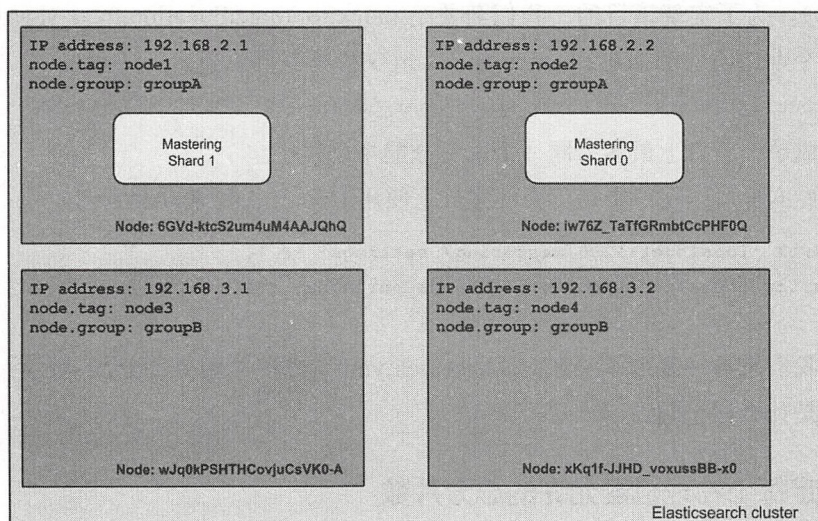 IP address: 192.168.2.1
node.tag: node1
node.group: groupA
Mastering
Shard 1
Node: 6GVd-ktcS2um4uM4AAJQhQ
IP address: 192.168.2.2
node.tag: node2
node.group: groupA
Mastering
Shard 0
Node: iw76Z_TaTfGRmbtCcPHF0Q
IP address: 192.168.3.1
node.tag: node3
node.group: groupB
Node: wJq0kPSHTHCovjuCsVK0-A
IP address: 192.168.3.2
node.tag: node4
node.group: groupB
Node: xKq1f-JJHD_voxussBB-x0
Elasticsearch cluster